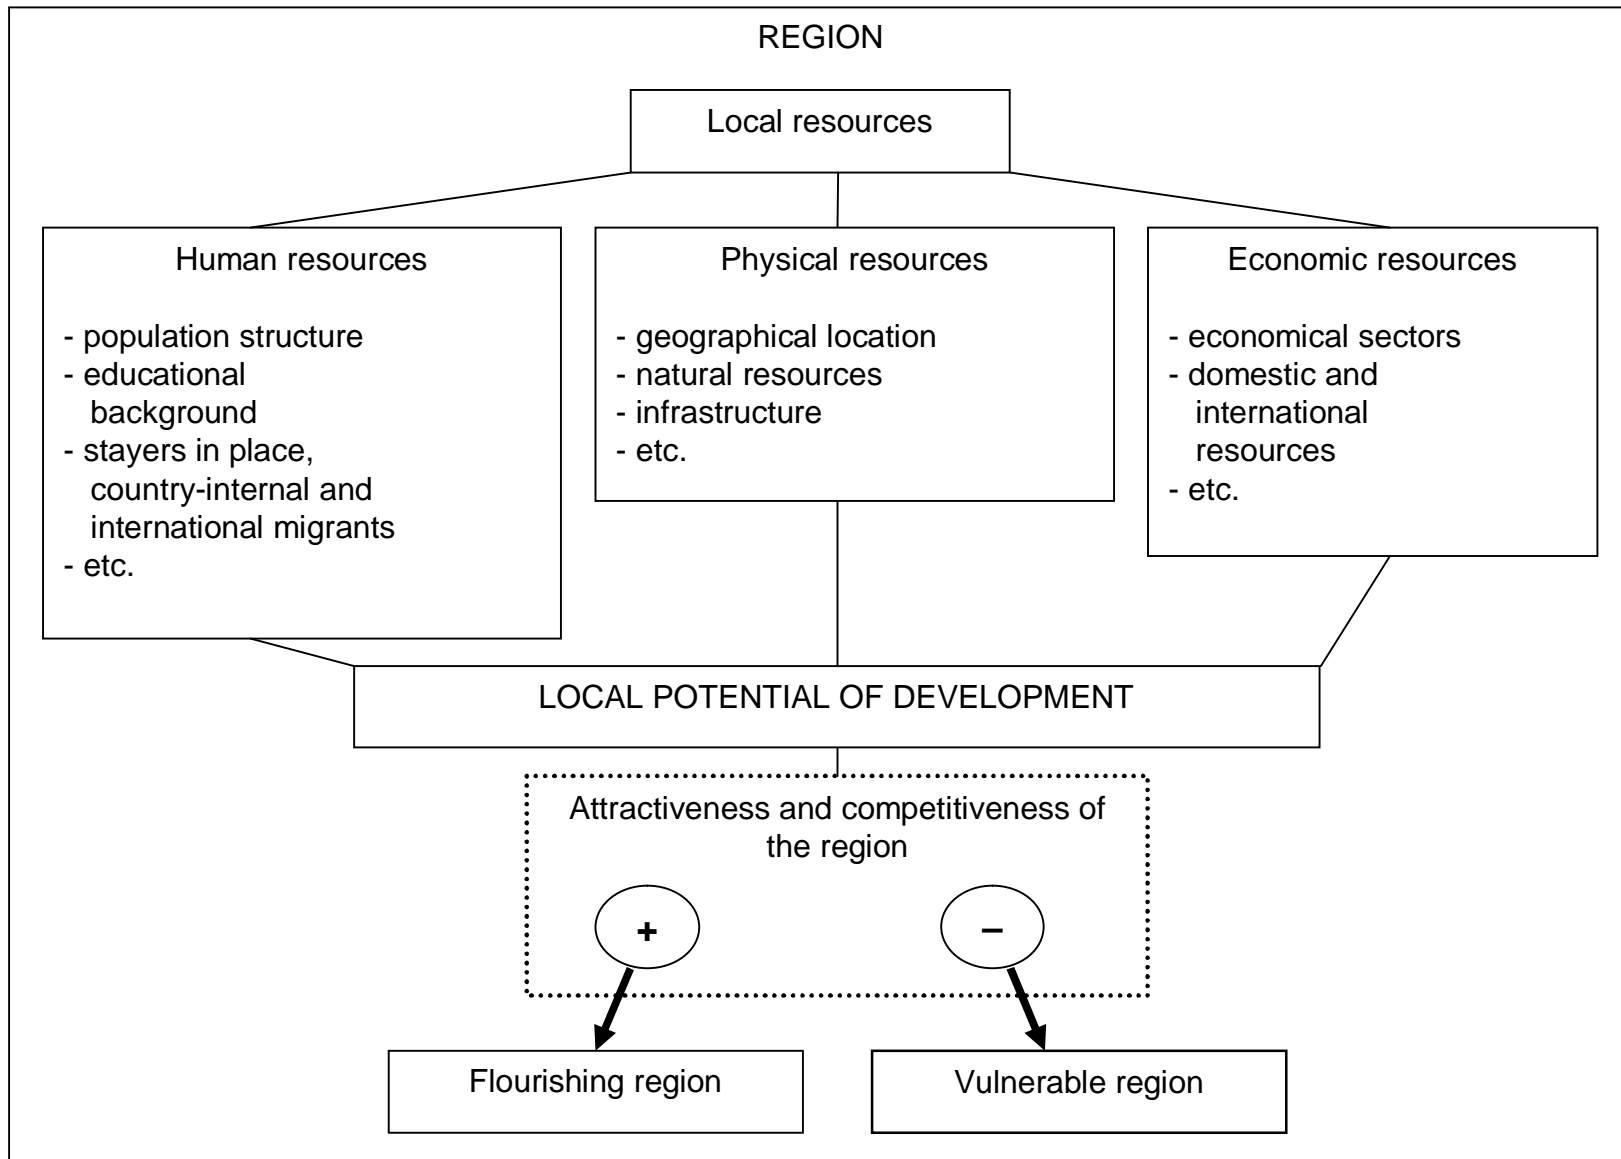 REGION
Local resources
Human resources
- population structure
- educational
background
- stayers in place,
country-internal and
international migrants
- etc.
Physical resources
- geographical location
- natural resources
- infrastructure
- etc.
Economic resources
- economical sectors
- domestic and
international
resources
- etc.
LOCAL POTENTIAL OF DEVELOPMENT
Attractiveness and competitiveness of
the region
+
–
Flourishing region
Vulnerable region